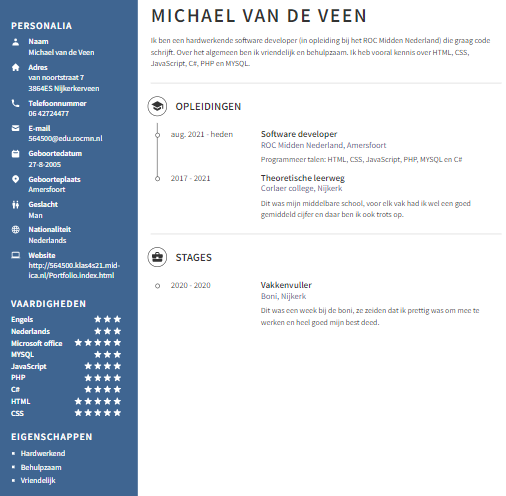 PERSONALIA
Naam
Michael van de Veen
Adres
van noortstraat 7
3864ES Nijkerkerveen
Telefoonnummer
06 42724477
E-mail
564500@edu.rocmn.nl
Geboortedatum
27-8-2005
Geboorteplaats
Amersfoort
Geslacht
Man
Nationaliteit
Nederlands
Website
http://564500.klas4s21.mid-
ica.nl/Portfolio.index.html
VAARDIGHEDEN
Engels
Nederlands
Microsoft office
MYSQL
JavaScript
PHP
C#
HTML
CSS
EIGENSCHAPPEN
Hardwerkend
Behulpzaam
Vriendelijk
MICHAEL VAN DE VEEN
Ik ben een hardwerkende software developer (in opleiding bij het ROC Midden Nederland) die graag code
schrijft. Over het algemeen ben ik vriendelijk en behulpzaam. Ik heb vooral kennis over HTML, CSS,
JavaScript, C#, PHP en MYSQL.
OPLEIDINGEN
aug. 2021 - heden
Software developer
ROC Midden Nederland, Amersfoort
Programmeer talen: HTML, CSS, JavaScript, PHP, MYSQL en C#
2017 - 2021
Theoretische leerweg
Corlaer college, Nijkerk
Dit was mijn middelbare school, voor elk vak had ik wel een goed
gemiddeld cijfer en daar ben ik ook trots op.
STAGES
2020 - 2020
Vakkenvuller
Boni, Nijkerk
Dit was een week bij de boni, ze zeiden dat ik prettig was om mee te
werken en heel goed mijn best deed.